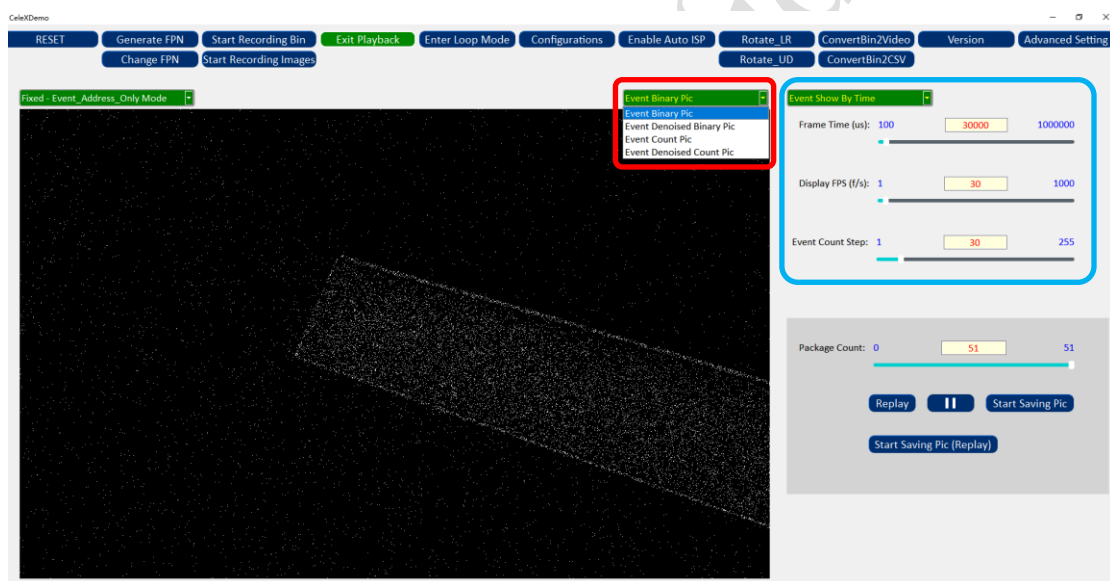 CeleXDemo
RESET Generate FPN Start Recording Bin Exit Playback Enter Loop Mode Configurations Enable Auto ISP Rotate_LR ConvertBin2Video Version Advanced Setting
Change FPN Start Recording Images Rotate_UD ConvertBin2CSV
Fixed - Event_Address_Only Mode Event Binary Pic Event Show By Time
Event Binary Pic
Event Denoised Binary Pic
Event Count Pic
Event Denoised Count Pic
Frame Time (us): 100 30000 1000000
Display FPS (f/s): 1 30 1000
Event Count Step: 1 30 255
Package Count: 0 51 51
Replay Start Saving Pic
Start Saving Pic (Replay)